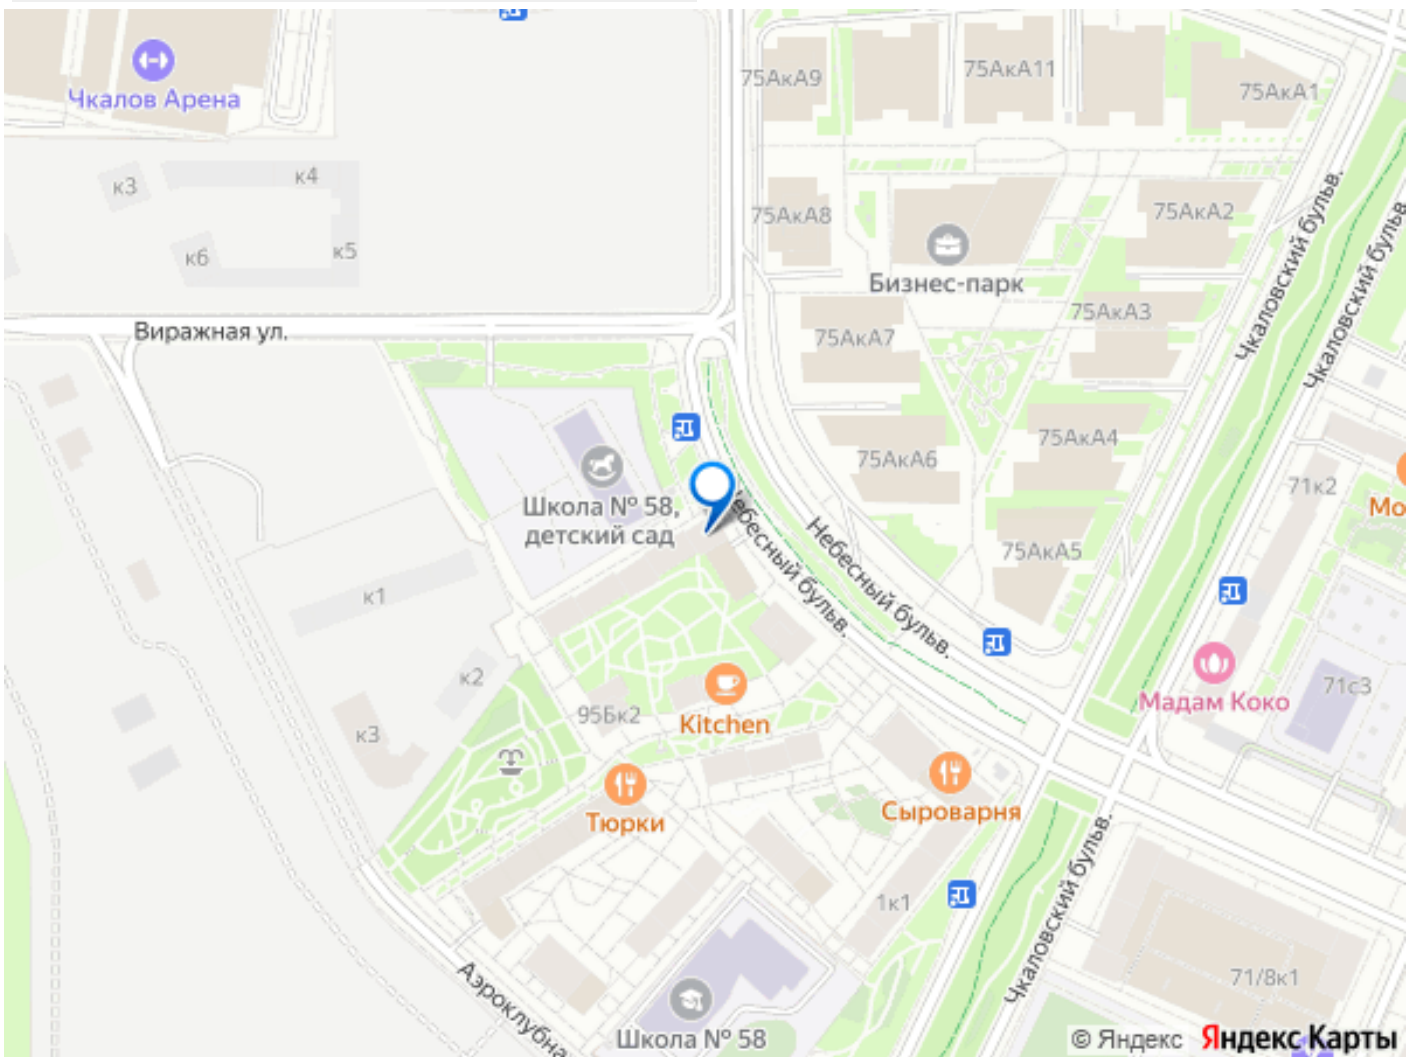 75АкА9
75АкА11
75АкА1
Чкалов Арена
к3
к4
к6
к5
75АкА8
75АкА2
Бизнес-парк
75АкА3
Чкаловский бульв.
Чкаловский бульв.
Виражная ул.
75АкА7
75АкА4
75АкА6
71к2
Школа № 58,
детский сад
Небесный бульв.
Небесный бульв.
75АкА5
Мо
к1
к2
к3
71с3
Мадам Коко
95Бк2
Kitchen
Тюрки
Сыроварня
1к1
Чкаловский бульв.
71/8к1
Аэроклубна
Школа № 58
© Яндекс Яндекс Карты